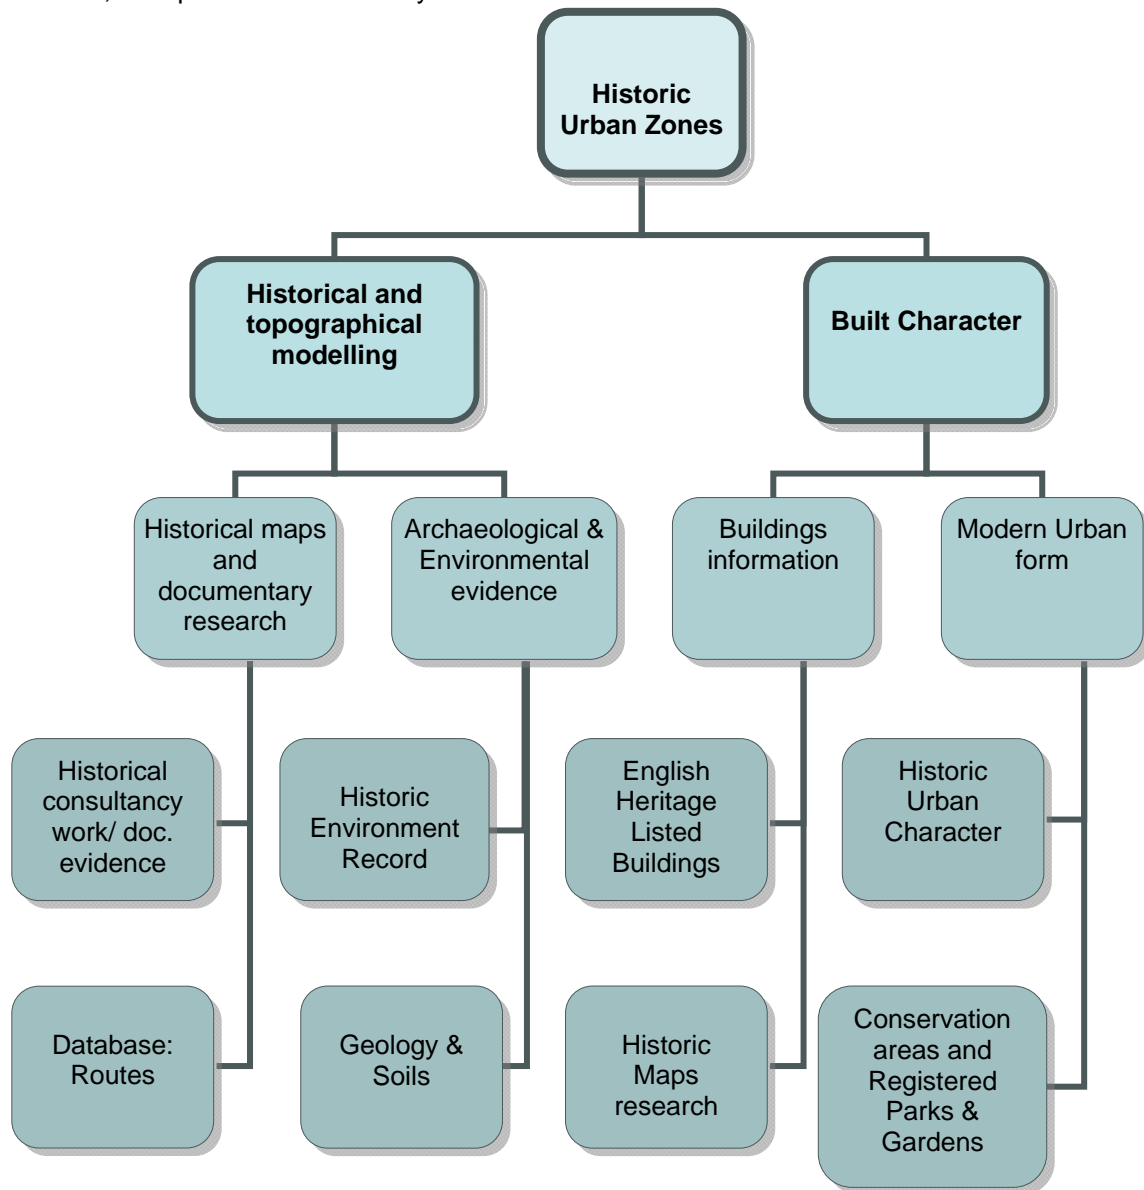 Historic
Urban Zones
Historical and
topographical
modelling
Built Character
Historical maps
and
documentary
research
Archaeological &
Environmental
evidence
Buildings
information
Modern Urban
form
Historical
consultancy
work/ doc.
evidence
Historic
Environment
Record
English
Heritage
Listed
Buildings
Historic
Urban
Character
Database:
Routes
Geology &
Soils
Historic
Maps
research
Conservation
areas and
Registered
Parks &
Gardens